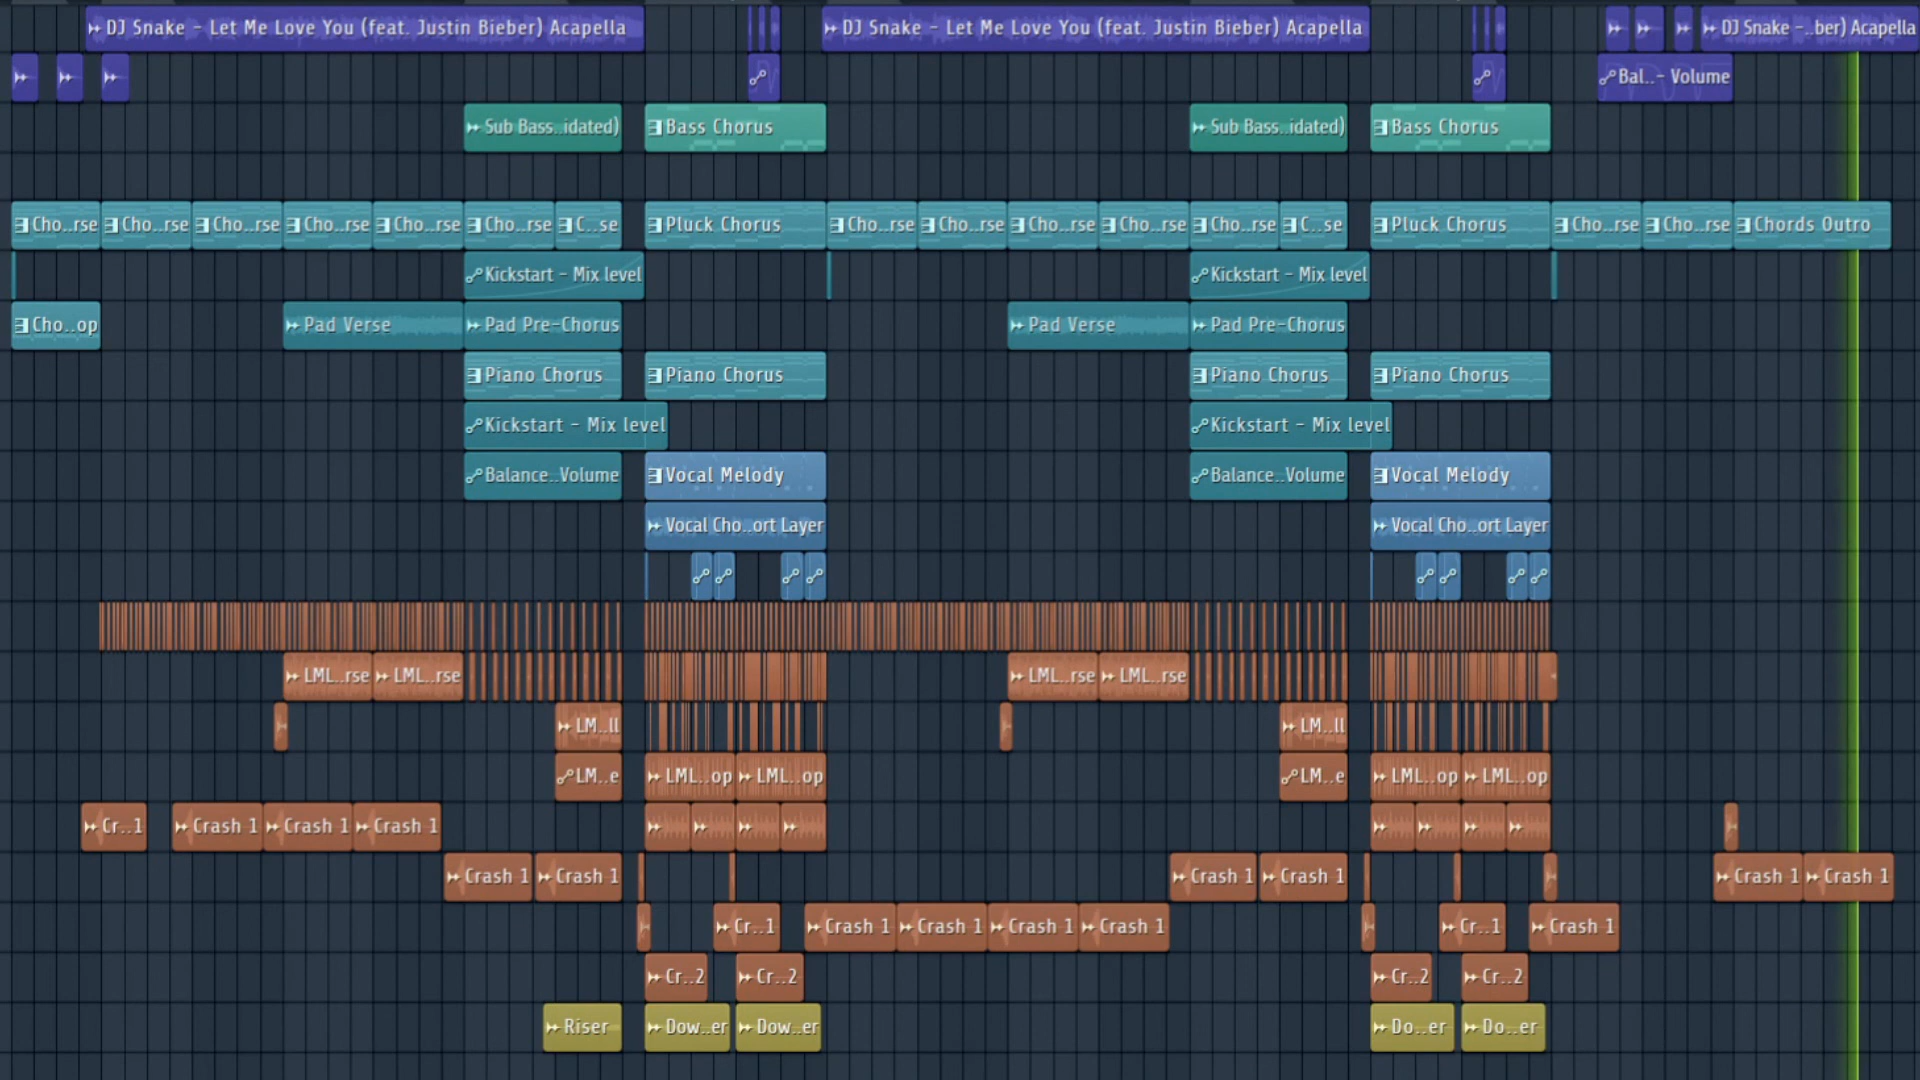 DJ Snake - Let Me Love You (feat. Justin Bieber) Acapella DJ Snake - Let Me Love You (feat. Justin Bieber) Acapella DJ Snake -..ber) Acapella
Bal..- Volume
Sub Bass..idated) Bass Chorus Sub Bass..idated) Bass Chorus
Cho..rse Cho..rse Cho..rse Cho..rse Cho..rse Cho..rse C..se Pluck Chorus Cho..rse Cho..rse Cho..rse Cho..rse Cho..rse C..se Pluck Chorus Cho..rse Cho..rse Chords Outro
Kickstart - Mix level Kickstart - Mix level
Cho..op Pad Verse Pad Pre-Chorus Pad Verse Pad Pre-Chorus
Piano Chorus Piano Chorus Piano Chorus Piano Chorus
Kickstart - Mix level Kickstart - Mix level
Balance..Volume Vocal Melody Balance..Volume Vocal Melody
Vocal Cho..ort Layer Vocal Cho..ort Layer
LML..rse LML..rse LML..rse LML..rse
LM..ll LM..ll
LM..e LML..op LML..op LM..e LML..op LML..op
Cr..1 Crash 1 Crash 1 Crash 1
Crash 1 Crash 1 Crash 1 Crash 1 Crash 1 Crash 1
Cr..1 Crash 1 Crash 1 Crash 1 Crash 1 Cr..1 Crash 1
Cr..2 Cr..2 Cr..2 Cr..2
Riser Dow..er Dow..er Do..er Do..er